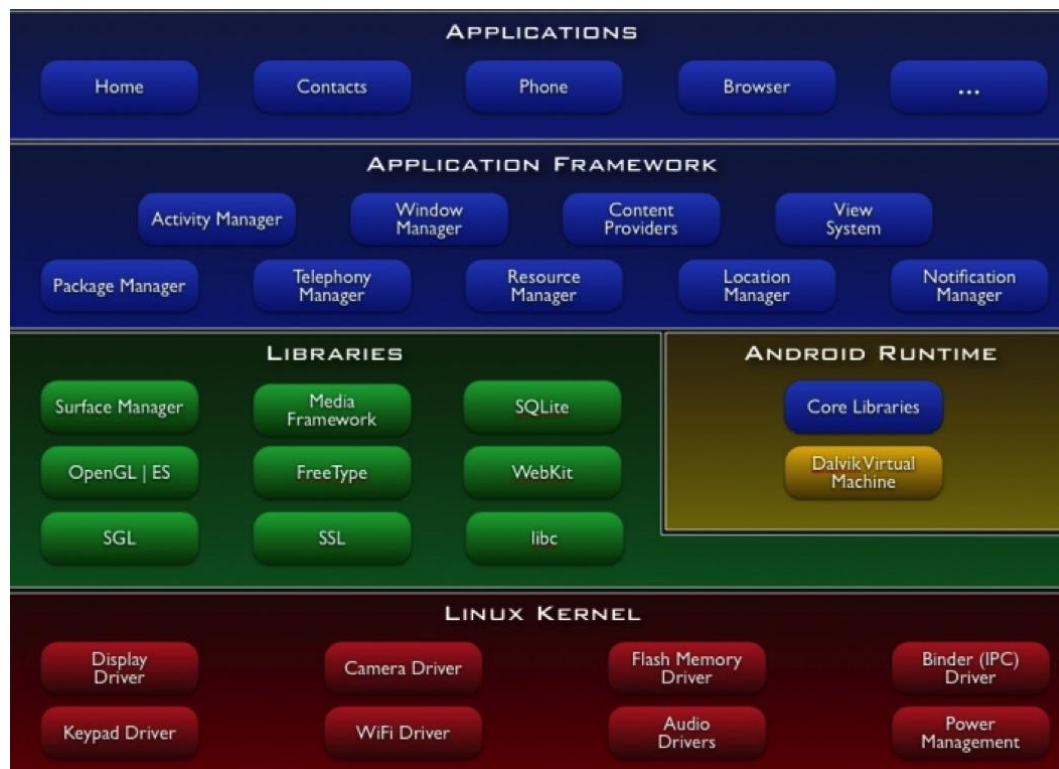 APPLICATIONS
Home
Contacts
Phone
Browser
...
APPLICATION FRAMEWORK
Activity Manager
Window
Manager
Content
Providers
View
System
Package Manager
Telephony
Manager
Resource
Manager
Location
Manager
Notification
Manager
LIBRARIES
Surface Manager
Media
Framework
SQLite
OpenGL | ES
FreeType
WebKit
SGL
SSL
libc
ANDROID RUNTIME
Core Libraries
Dalvik Virtual
Machine
LINUX KERNEL
Display
Driver
Camera Driver
Flash Memory
Driver
Binder (IPC)
Driver
Keypad Driver
WiFi Driver
Audio
Drivers
Power
Management